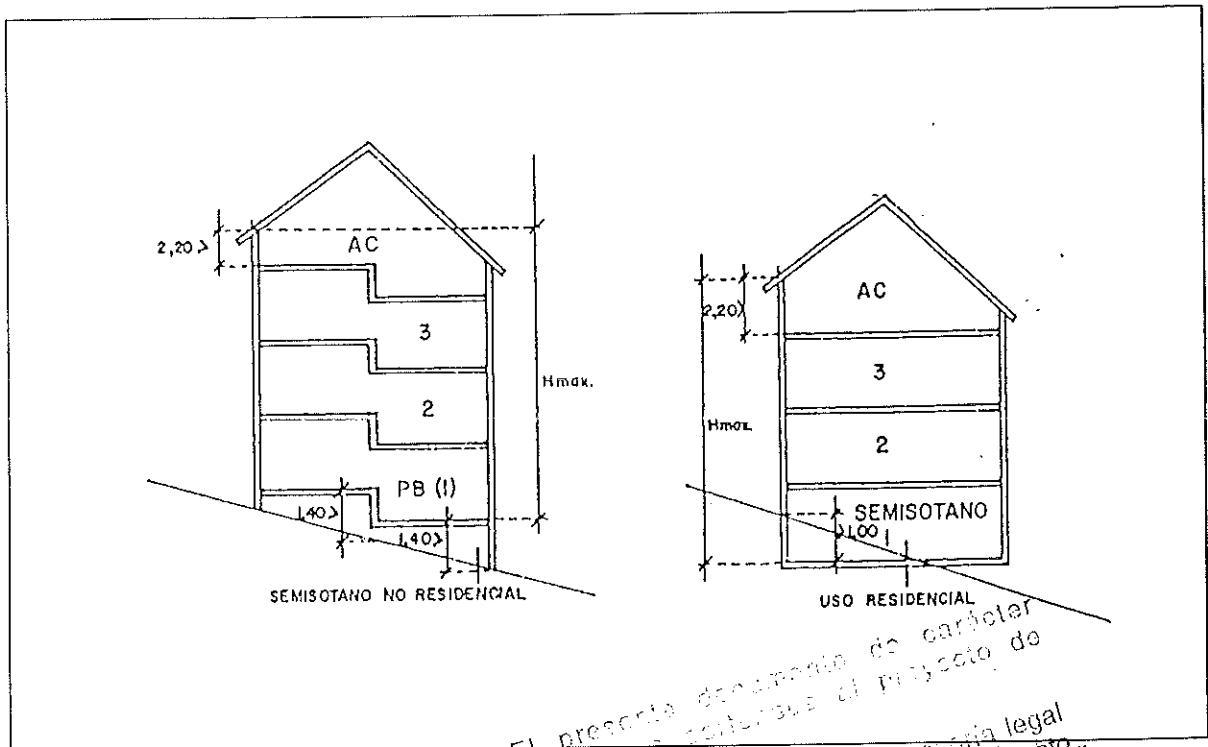 AC
2,20>
3
Hmax.
2
PB (1)
1,40>
1,40>
SEMISOTANO NO RESIDENCIAL
AC
2,20>
3
Hmax.
2
SEMISOTANO
>1,00
USO RESIDENCIAL
El presente documento de carácter
al Proyecto de
legal